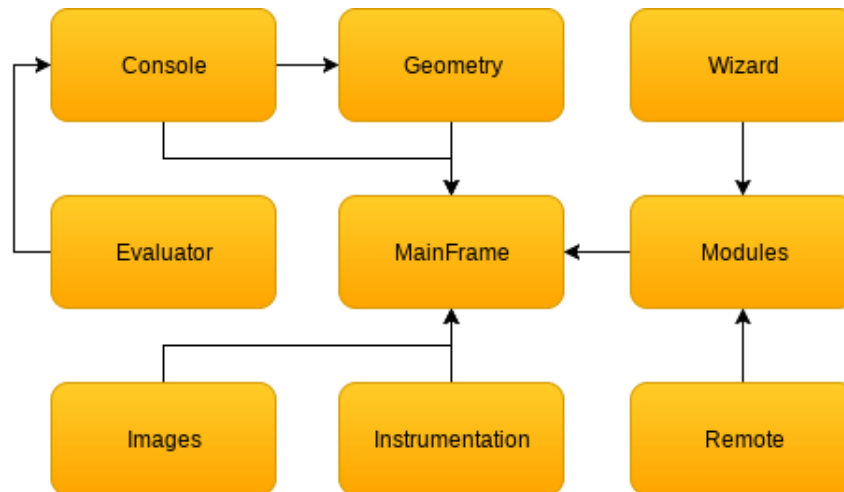 Console
Geometry
Wizard
Evaluator
MainFrame
Modules
Images
Instrumentation
Remote